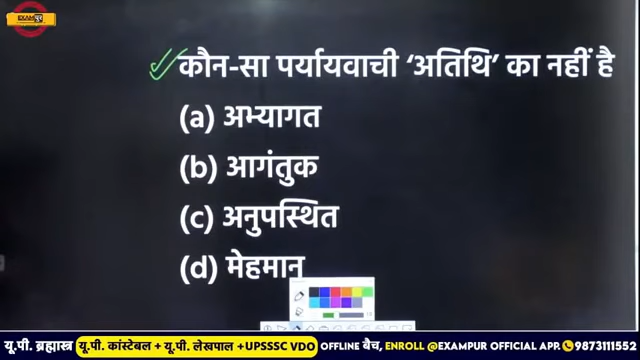 EXAMपुर
कौन-सा पर्यायवाची ‘अतिथि’ का नहीं है
(a) अभ्यागत
(b) आगंतुक
(c) अनुपस्थित
(d) मेहमान
यू.पी. ब्रह्मास्त्र यू.पी. कांस्टेबल + यू.पी. लेखपाल +UPSSSC VDO OFFLINE बैच, ENROLL @EXAMPUR OFFICIAL APP. 9873111552